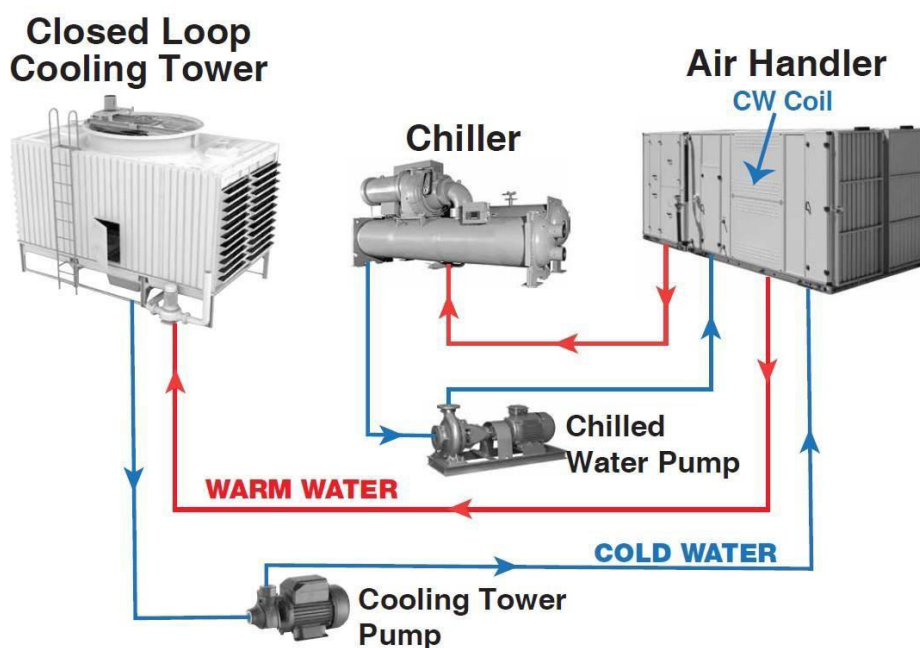 Closed Loop
Cooling Tower
Air Handler
CW Coil
Chiller
Chilled
Water Pump
WARM WATER
COLD WATER
Cooling Tower
Pump